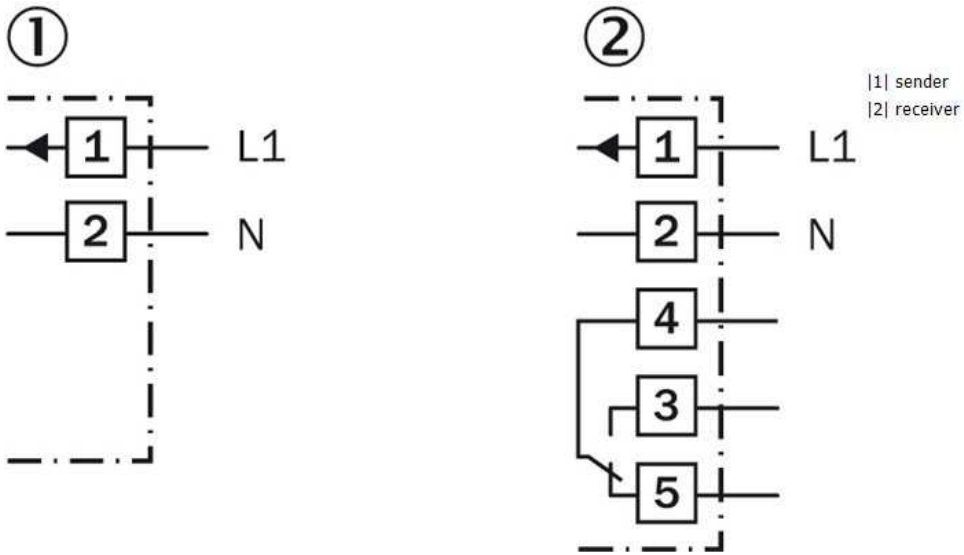 ① ②
|1| sender
|2| receiver
1 L1 1 L1
2 N 2 N
4
3
5